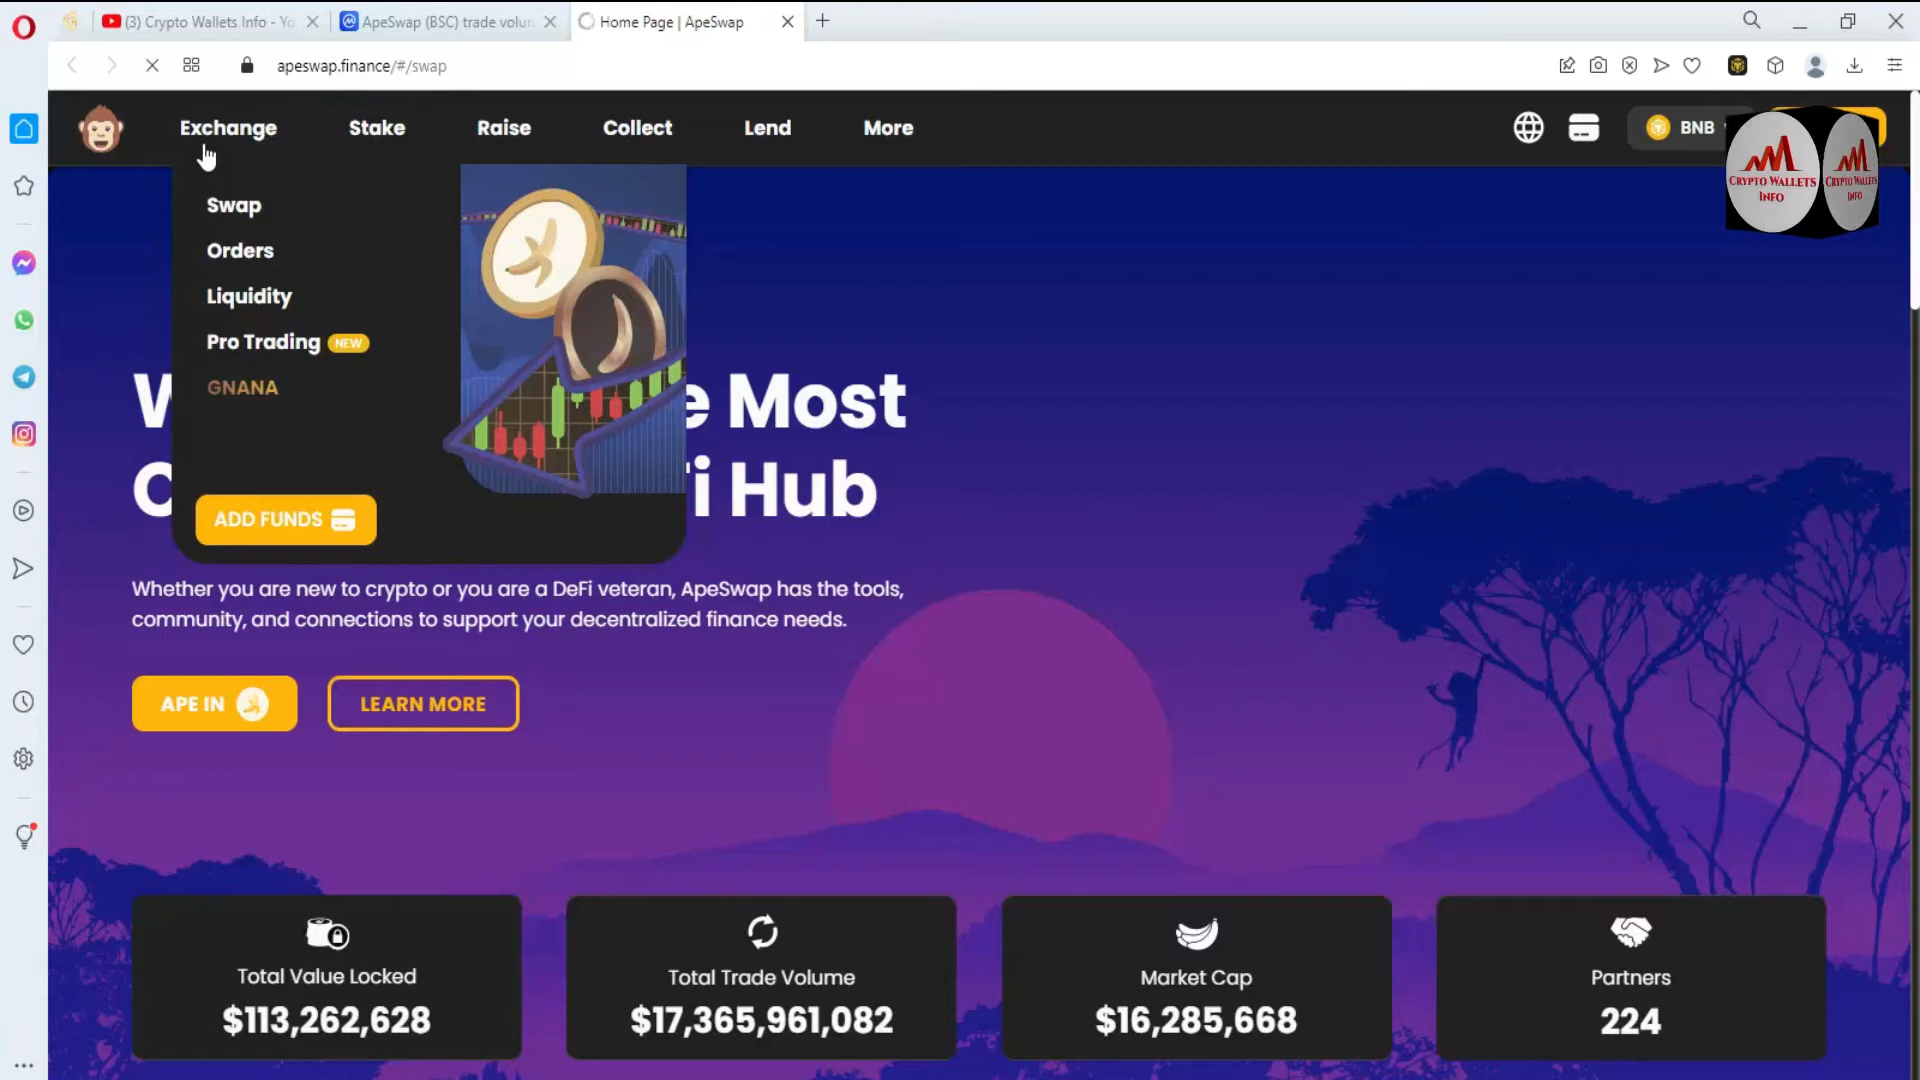 (3) Crypto Wallets Info - Yo
ApeSwap (BSC) trade volun
Home Page | ApeSwap
apeswap.finance/#/swap
Exchange
Stake
Raise
Collect
Lend
More
BNB
CRYPTO WALLETS
INFO
CRYPTO WALLETS
INFO
Swap
Orders
Liquidity
Pro Trading NEW
GNANA
ADD FUNDS
W e Most
C Fi Hub
Whether you are new to crypto or you are a DeFi veteran, ApeSwap has the tools,
community, and connections to support your decentralized finance needs.
APE IN
LEARN MORE
Total Value Locked
$113,262,628
Total Trade Volume
$17,365,961,082
Market Cap
$16,285,668
Partners
224